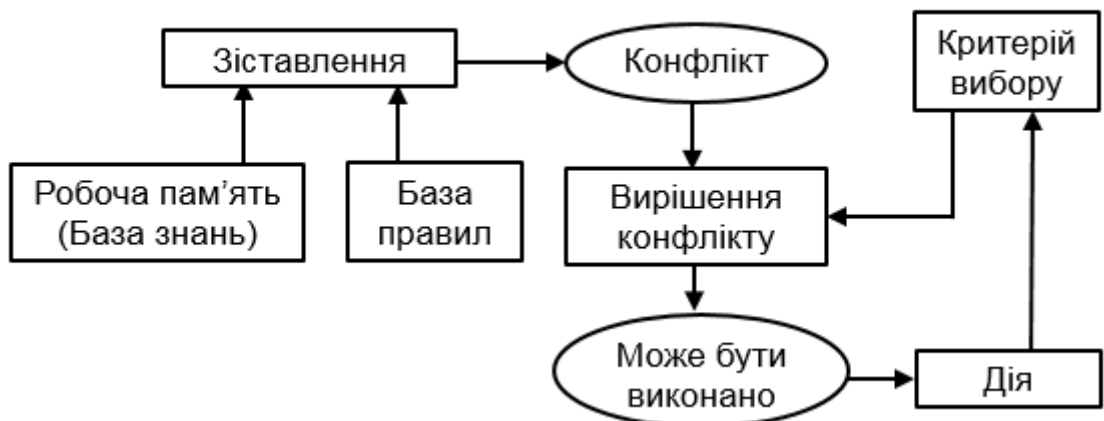 Зіставлення
Конфлікт
Критерій
вибору
Робоча пам’ять
(База знань)
База
правил
Вирішення
конфлікту
Може бути
виконано
Дія